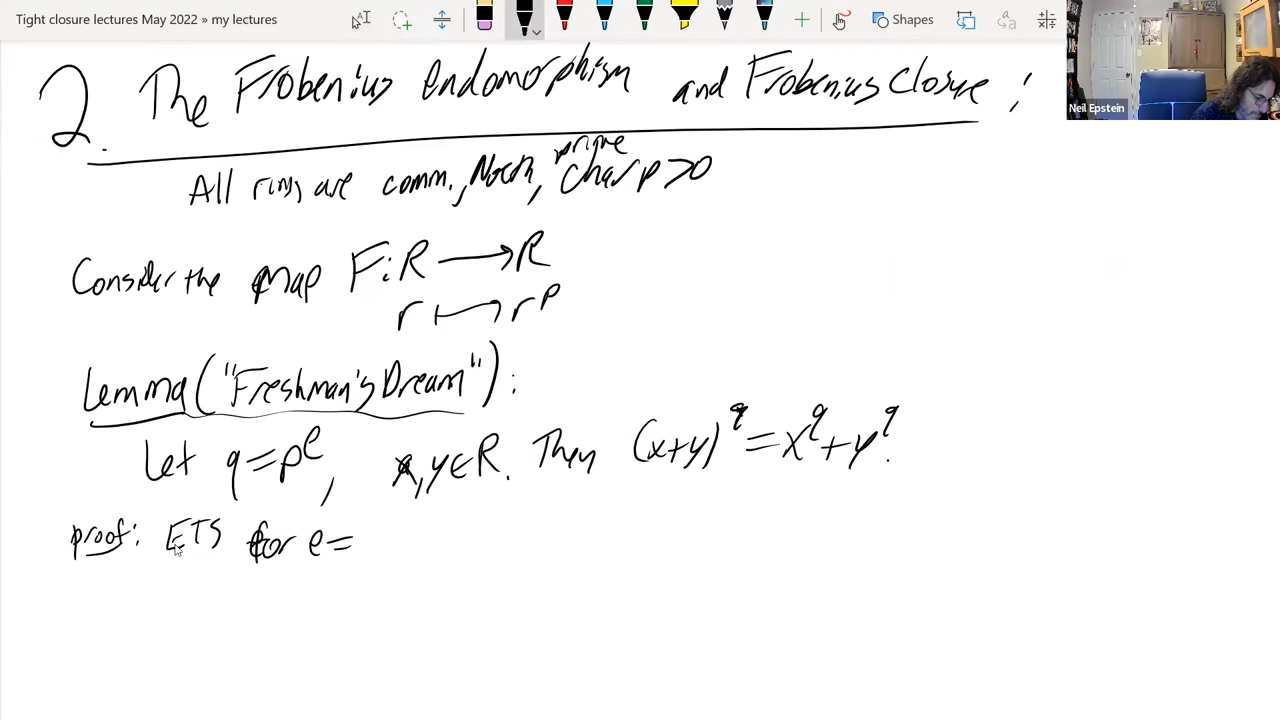 Tight closure lectures May 2022 » my lectures
Shapes
Neil Epstein
2. The Frobenius endomorphism and Frobenius Closure:
prime
All rings are comm., Noeth, char p>0
Consider the map F: R → R
r ↦ r^p
Lemma ("Freshman's Dream"):
Let q = p^e, x, y ∈ R. Then (x+y)^q = x^q + y^q.
proof: ETS for e =